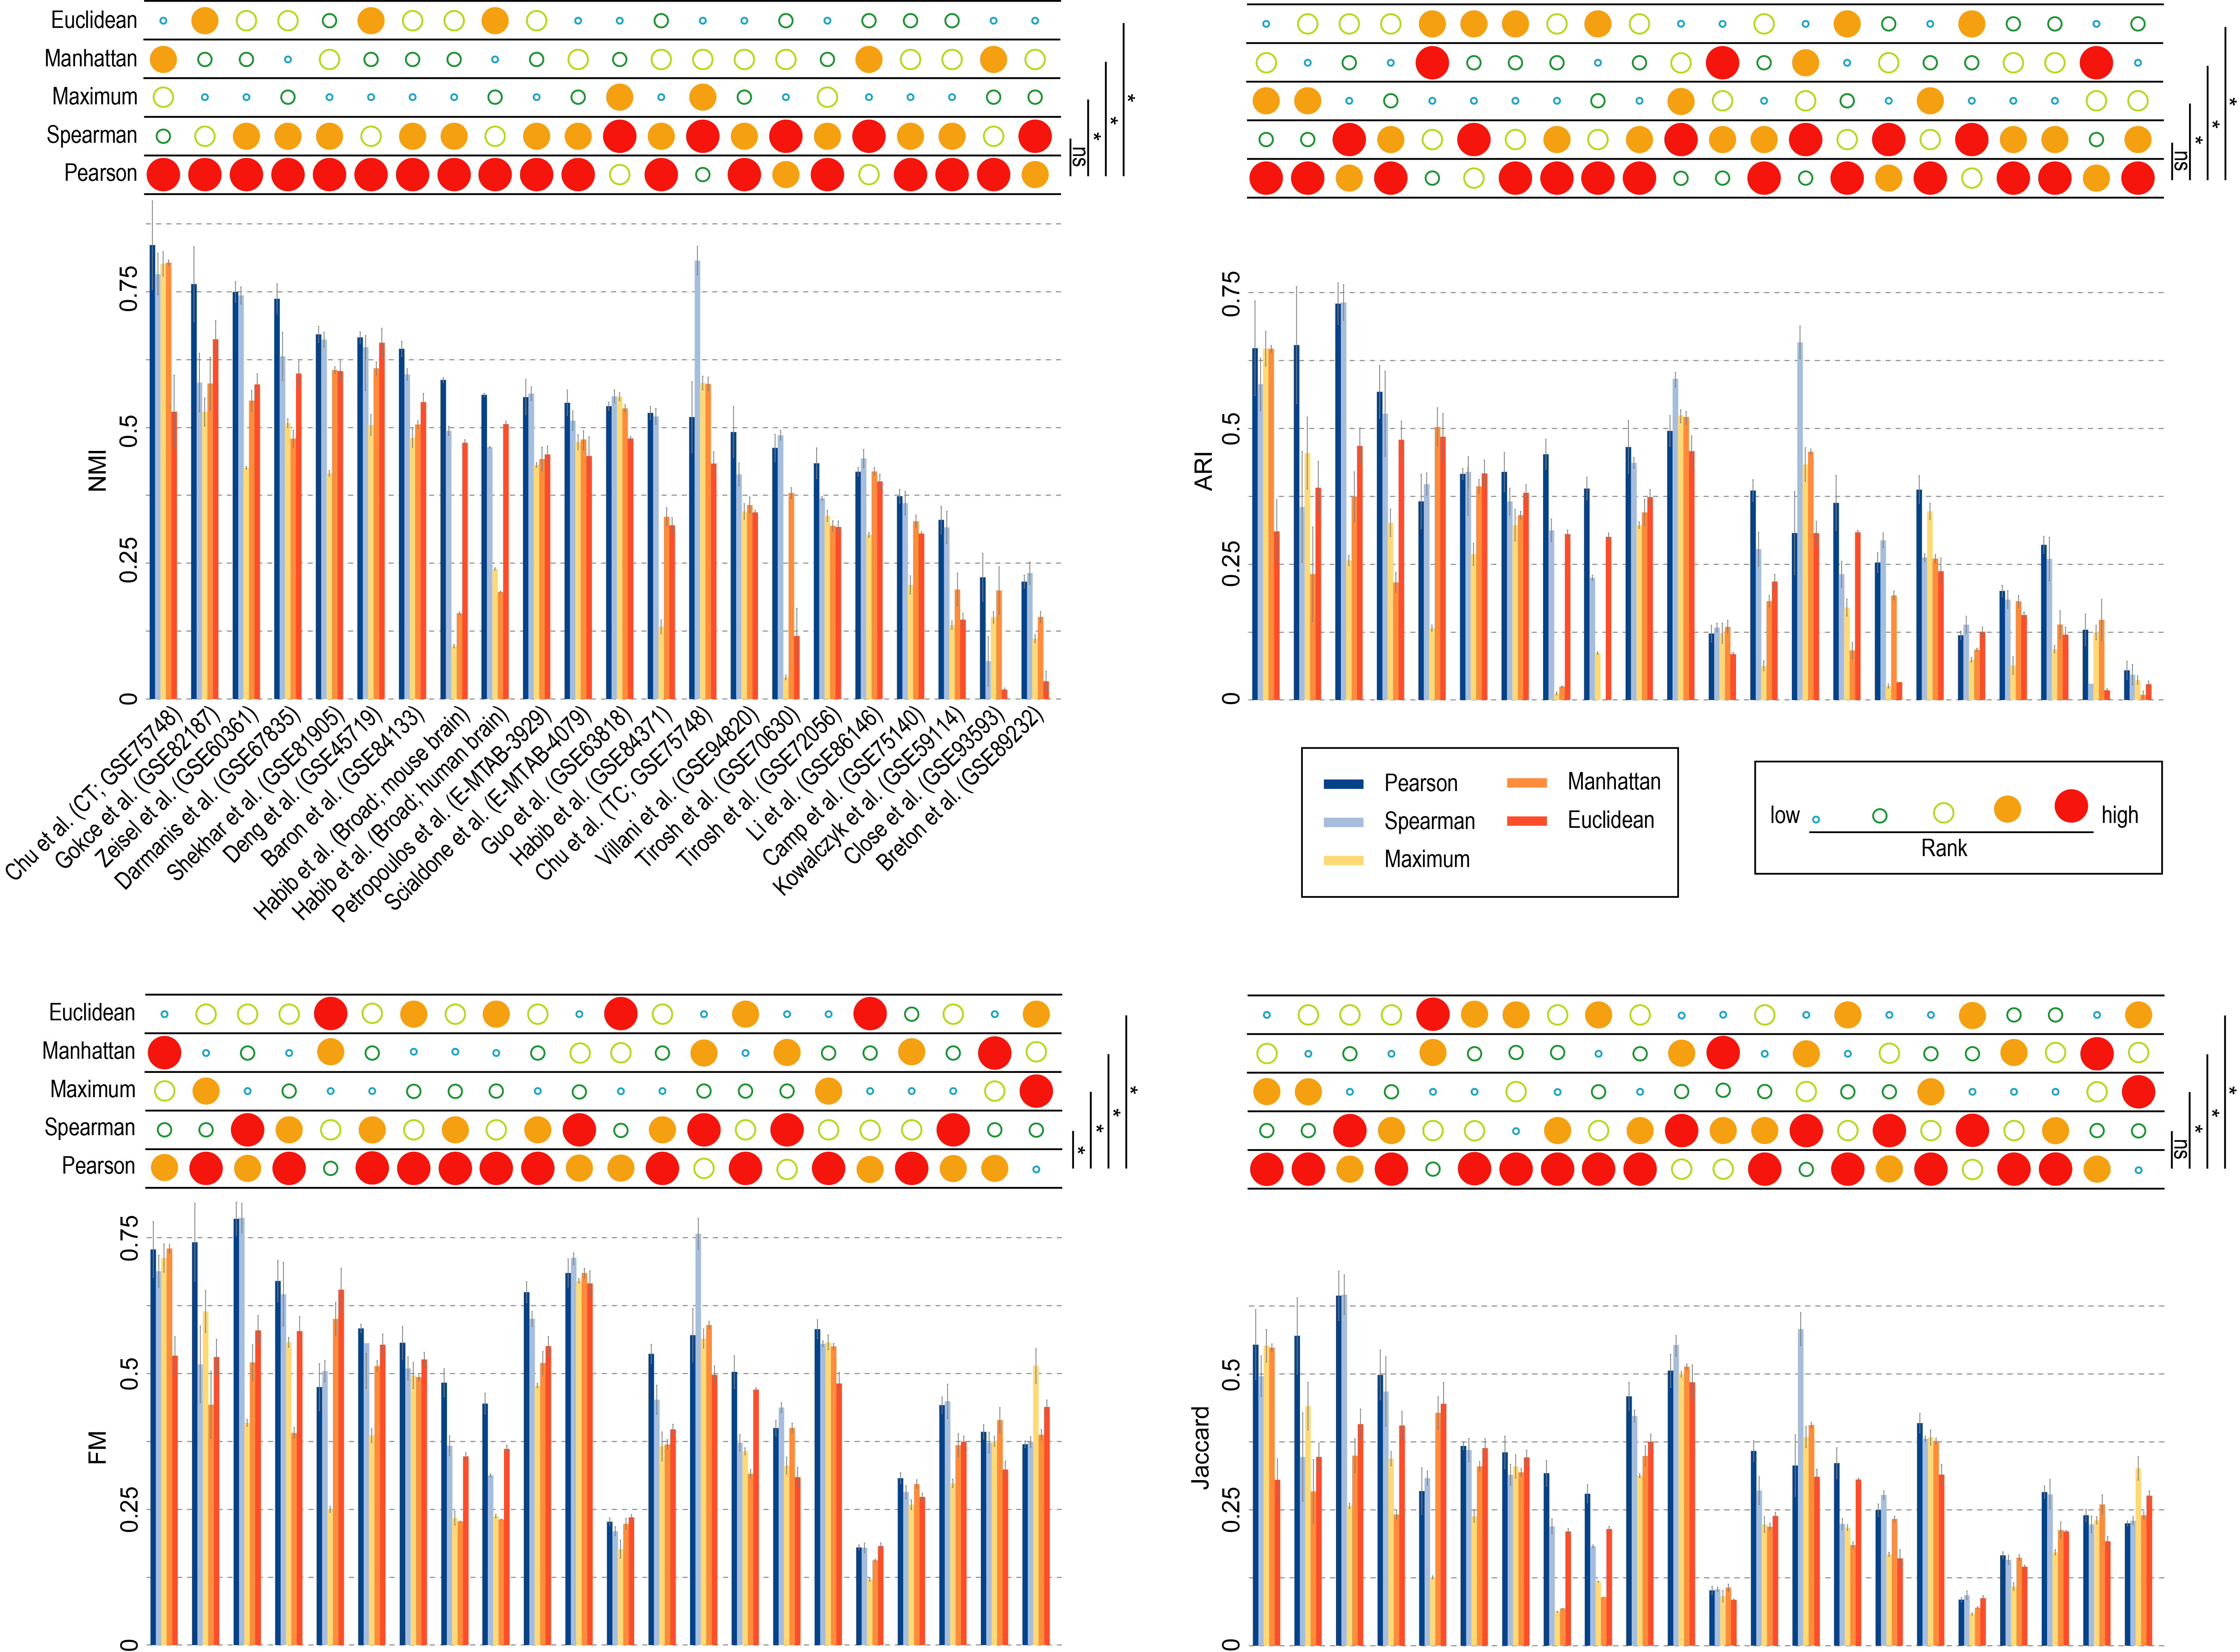 Euclidean
Manhattan
Maximum
Spearman
Pearson
ns
*
*
*
NMI
0.75
0.5
0.25
0
Chu et al. (CT; GSE75748)
Gokce et al. (GSE82187)
Zeisel et al. (GSE60361)
Darmanis et al. (GSE67835)
Shekhar et al. (GSE81905)
Deng et al. (GSE45719)
Baron et al. (GSE84133)
Habib et al. (Broad; mouse brain)
Habib et al. (Broad; human brain)
Petropoulos et al. (E-MTAB-3929)
Scialdone et al. (E-MTAB-4079)
Guo et al. (GSE63818)
Habib et al. (GSE84371)
Chu et al. (TC; GSE75748)
Villani et al. (GSE94820)
Tirosh et al. (GSE70630)
Tirosh et al. (GSE72056)
Li et al. (GSE86146)
Camp et al. (GSE75140)
Kowalczyk et al. (GSE59114)
Close et al. (GSE93593)
Breton et al. (GSE89232)
ns
*
*
*
ARI
0.75
0.5
0.25
0
Pearson
Spearman
Maximum
Manhattan
Euclidean
low
high
Rank
Euclidean
Manhattan
Maximum
Spearman
Pearson
*
*
*
*
FM
0.75
0.5
0.25
0
ns
*
*
*
Jaccard
0.5
0.25
0